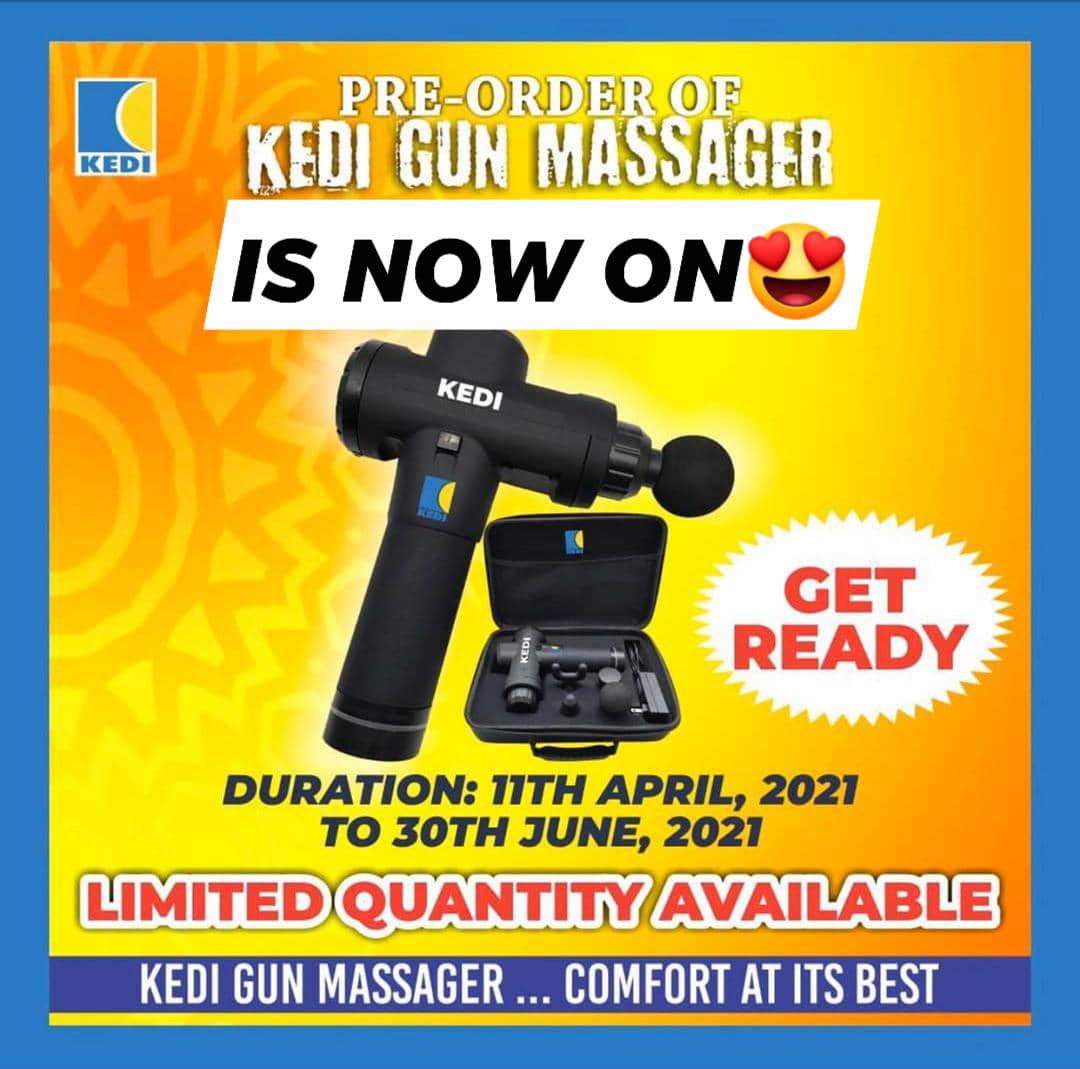 KEDI
PRE-ORDER OF
KEDI GUN MASSAGER
IS NOW ON😍
KEDI
KEDI
KEDI
GET
READY
DURATION: 11TH APRIL, 2021
TO 30TH JUNE, 2021
LIMITED QUANTITY AVAILABLE
KEDI GUN MASSAGER ... COMFORT AT ITS BEST